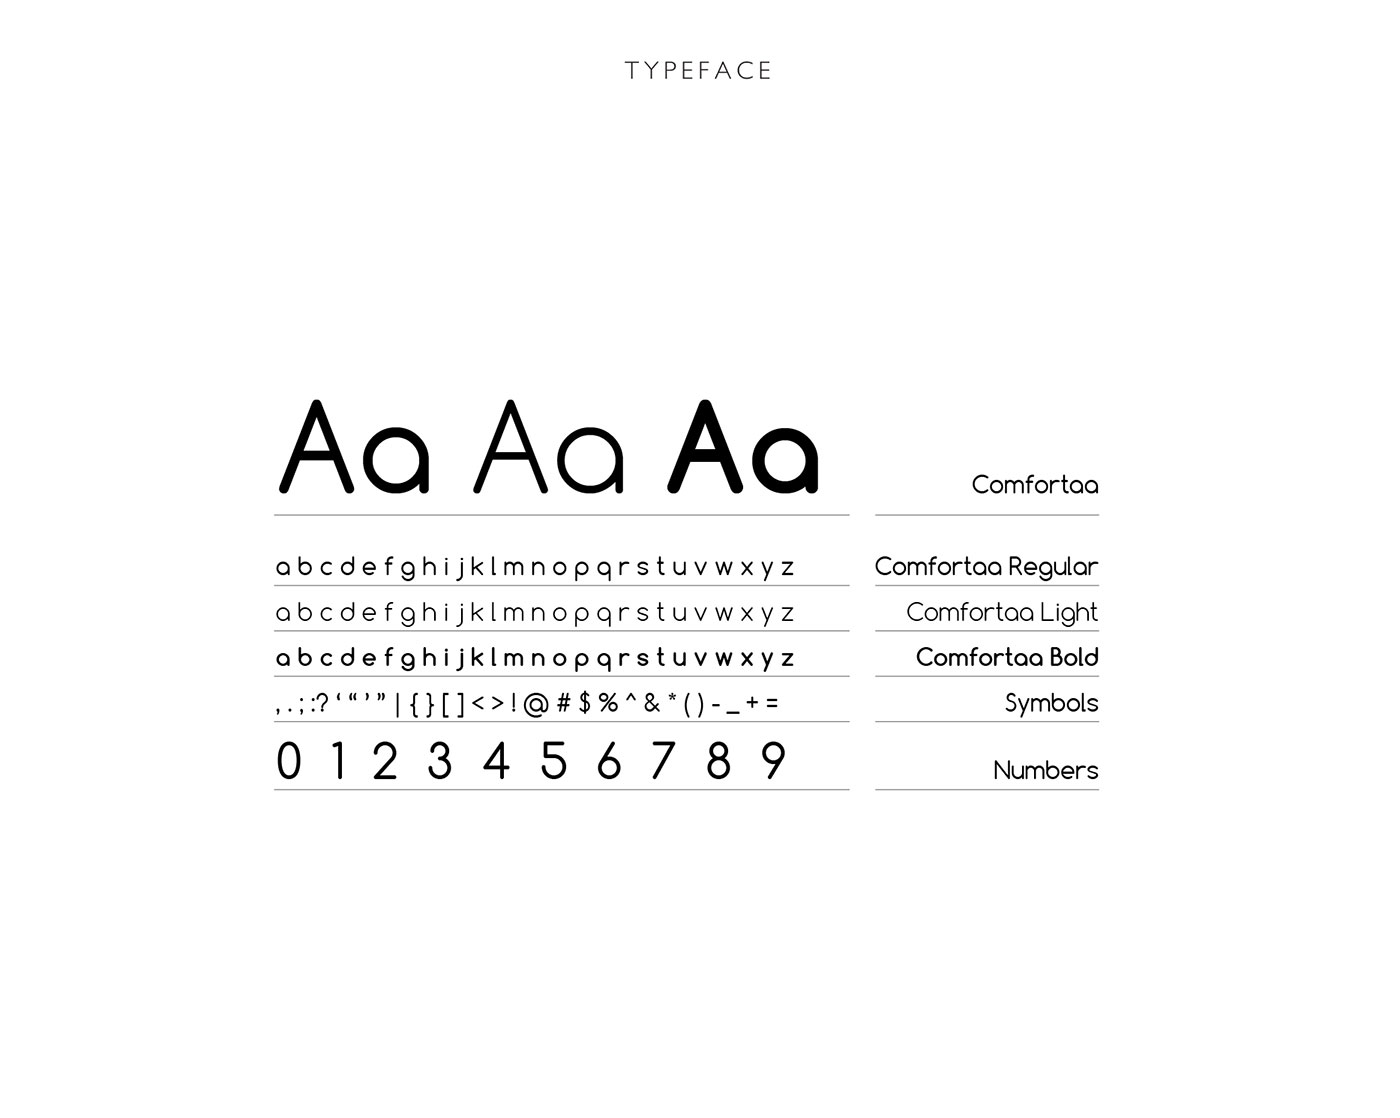 TYPEFACE
Aa Aa Aa Comfortaa
a b c d e f g h i j k l m n o p q r s t u v w x y z Comfortaa Regular
a b c d e f g h i j k l m n o p q r s t u v w x y z Comfortaa Light
a b c d e f g h i j k l m n o p q r s t u v w x y z Comfortaa Bold
, . ; :? ‘ “ ’ ” | { } [ ] < > ! @ # $ % ^ & * ( ) - _ + = Symbols
0 1 2 3 4 5 6 7 8 9 Numbers